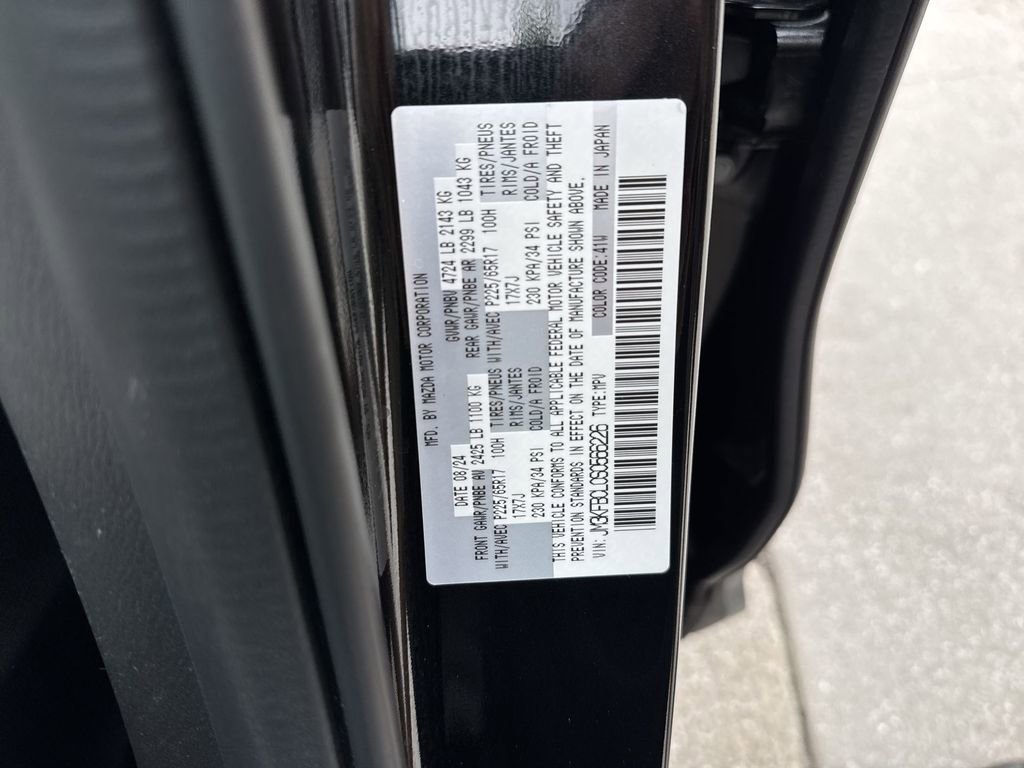 MFD. BY MAZDA MOTOR CORPORATION
DATE 08/24 GVWR/PNBV 4724 LB 2143 KG
FRONT GAWR/PNBE AV 2425 LB 1100 KG REAR GAWR/PNBE AR 2299 LB 1043 KG
WITH/AVEC P225/65R17 100H TIRES/PNEUS WITH/AVEC P225/65R17 100H TIRES/PNEUS
17X7J RIMS/JANTES 17X7J RIMS/JANTES
230 KPA/34 PSI COLD/A FROID 230 KPA/34 PSI COLD/A FROID
THIS VEHICLE CONFORMS TO ALL APPLICABLE FEDERAL MOTOR VEHICLE SAFETY AND THEFT
PREVENTION STANDARDS IN EFFECT ON THE DATE OF MANUFACTURE SHOWN ABOVE.
VIN: JM3KFBCL0S0566226 TYPE:MPV COLOR CODE:41W MADE IN JAPAN